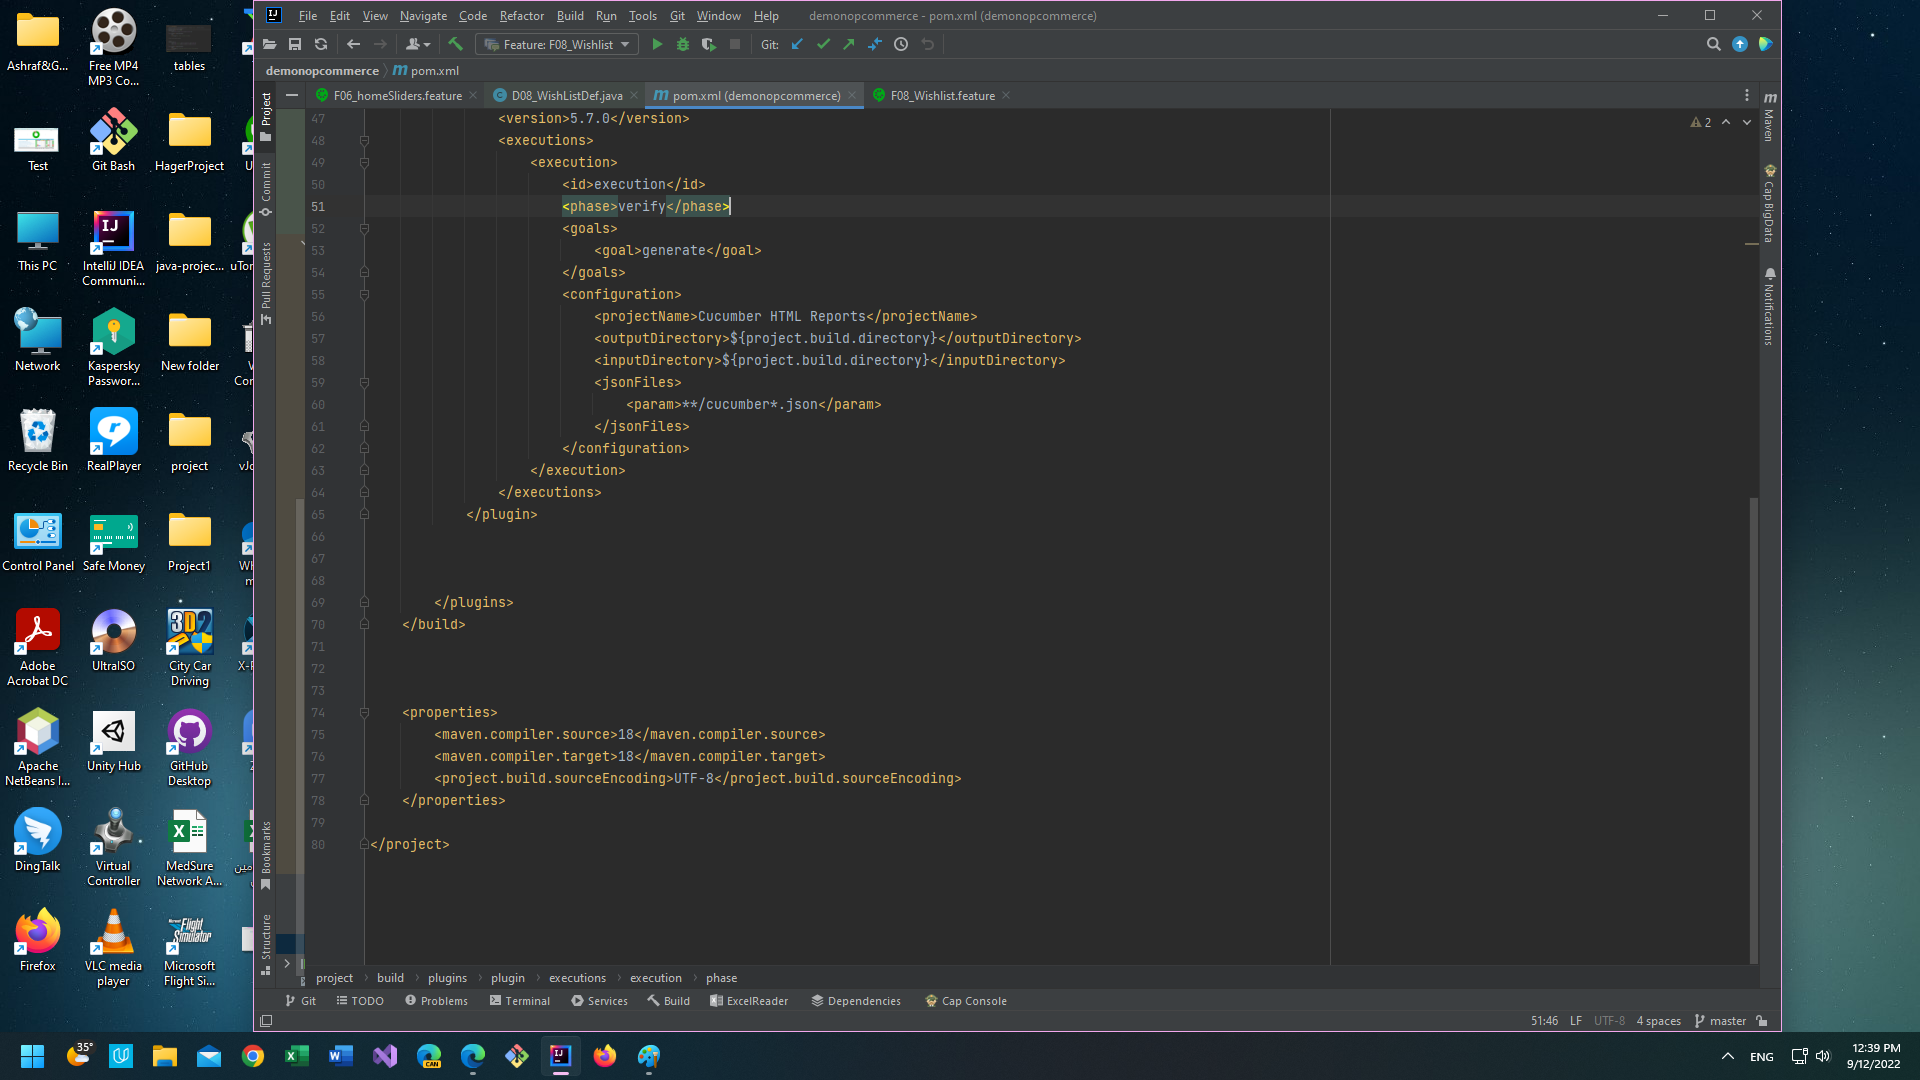 File Edit View Navigate Code Refactor Build Run Tools Git Window Help demonopcommerce - pom.xml (demonopcommerce)
Feature: F08_Wishlist Git:
demonopcommerce pom.xml
F06_homeSliders.feature D08_WishListDef.java pom.xml (demonopcommerce) F08_Wishlist.feature
47 <version>5.7.0</version>
48 <executions>
49 <execution>
50 <id>execution</id>
51 <phase>verify</phase>
52 <goals>
53 <goal>generate</goal>
54 </goals>
55 <configuration>
56 <projectName>Cucumber HTML Reports</projectName>
57 <outputDirectory>${project.build.directory}</outputDirectory>
58 <inputDirectory>${project.build.directory}</inputDirectory>
59 <jsonFiles>
60 <param>**/cucumber*.json</param>
61 </jsonFiles>
62 </configuration>
63 </execution>
64 </executions>
65 </plugin>
66
67
68
69 </plugins>
70 </build>
71
72
73
74 <properties>
75 <maven.compiler.source>18</maven.compiler.source>
76 <maven.compiler.target>18</maven.compiler.target>
77 <project.build.sourceEncoding>UTF-8</project.build.sourceEncoding>
78 </properties>
79
80 </project>
2
project build plugins plugin executions execution phase
Git TODO Problems Terminal Services Build ExcelReader Dependencies Cap Console
51:46 LF UTF-8 4 spaces master
Project
Commit
Pull Requests
Bookmarks
Structure
Maven
Cap BigData
Notifications
Ashraf&G...
Free MP4
MP3 Co...
tables
Test
Git Bash
HagerProject
This PC
IntelliJ IDEA
Communi...
java-projec...
uTor
Network
Kaspersky
Passwor...
New folder
Recycle Bin
RealPlayer
project
Control Panel
Safe Money
Project1
Adobe
Acrobat DC
UltraISO
City Car
Driving
Apache
NetBeans I...
Unity Hub
GitHub
Desktop
DingTalk
Virtual
Controller
MedSure
Network A...
Firefox
VLC media
player
Microsoft
Flight Si...
35°
ENG
12:39 PM
9/12/2022